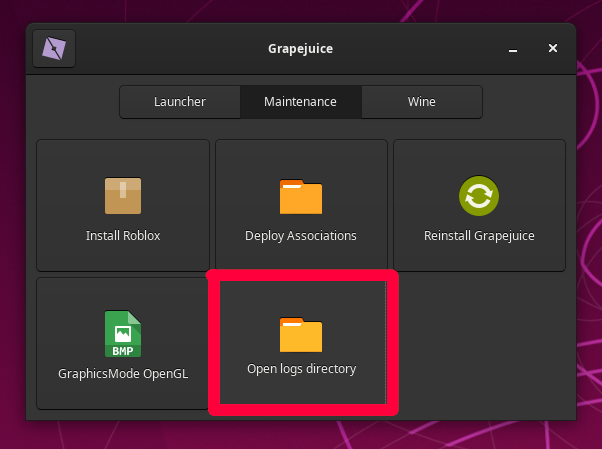 Grapejuice
Launcher
Maintenance
Wine
Install Roblox
Deploy Associations
Reinstall Grapejuice
BMP
GraphicsMode OpenGL
Open logs directory